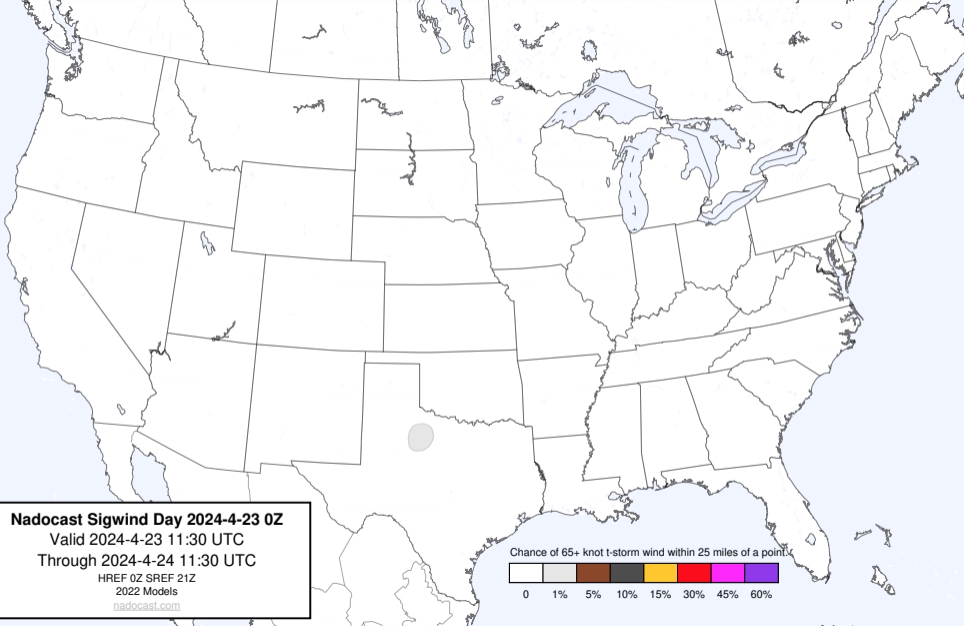 Nadocast Sigwind Day 2024-4-23 0Z
Valid 2024-4-23 11:30 UTC
Through 2024-4-24 11:30 UTC
HREF 0Z SREF 21Z
2022 Models
nadocast.com
Chance of 65+ knot t-storm wind within 25 miles of a point.
0 1% 5% 10% 15% 30% 45% 60%